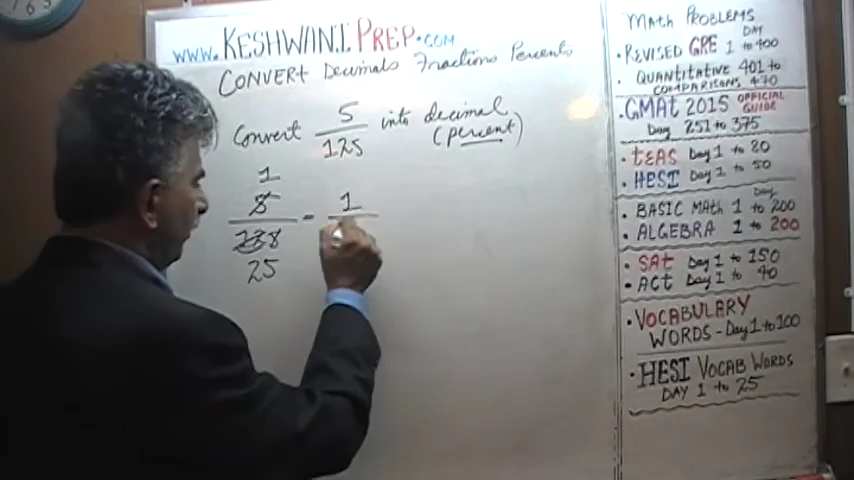 www.KESHWANI PREP.COM
CONVERT Decimals Fractions Percents
Convert 5/125 into decimal
(percent)
1
5 1
=
125
25
MATH PROBLEMS
DAY
• REVISED GRE 1 to 400
• QUANTITATIVE 401 to
COMPARISONS 470
• GMAT 2015 OFFICIAL GUIDE
Day 251 to 375
• TEAS Day 1 to 20
• HESI Day 1 to 50
Day
• BASIC MATH 1 to 200
• ALGEBRA 1 to 200
• SAT Day 1 to 150
• ACT Day 1 to 40
• VOCABULARY
WORDS - Day 1 to 100
• HESI VOCAB WORDS
DAY 1 to 25